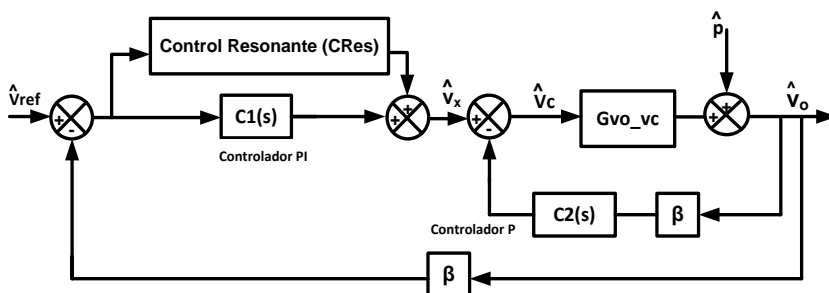 Control Resonante (CRes)
p̂
V̂ref
+
-
C1(s)
Controlador PI
+
+
V̂x
-
V̂c
Gvo_vc
+
+
V̂o
C2(s)
β
Controlador P
β